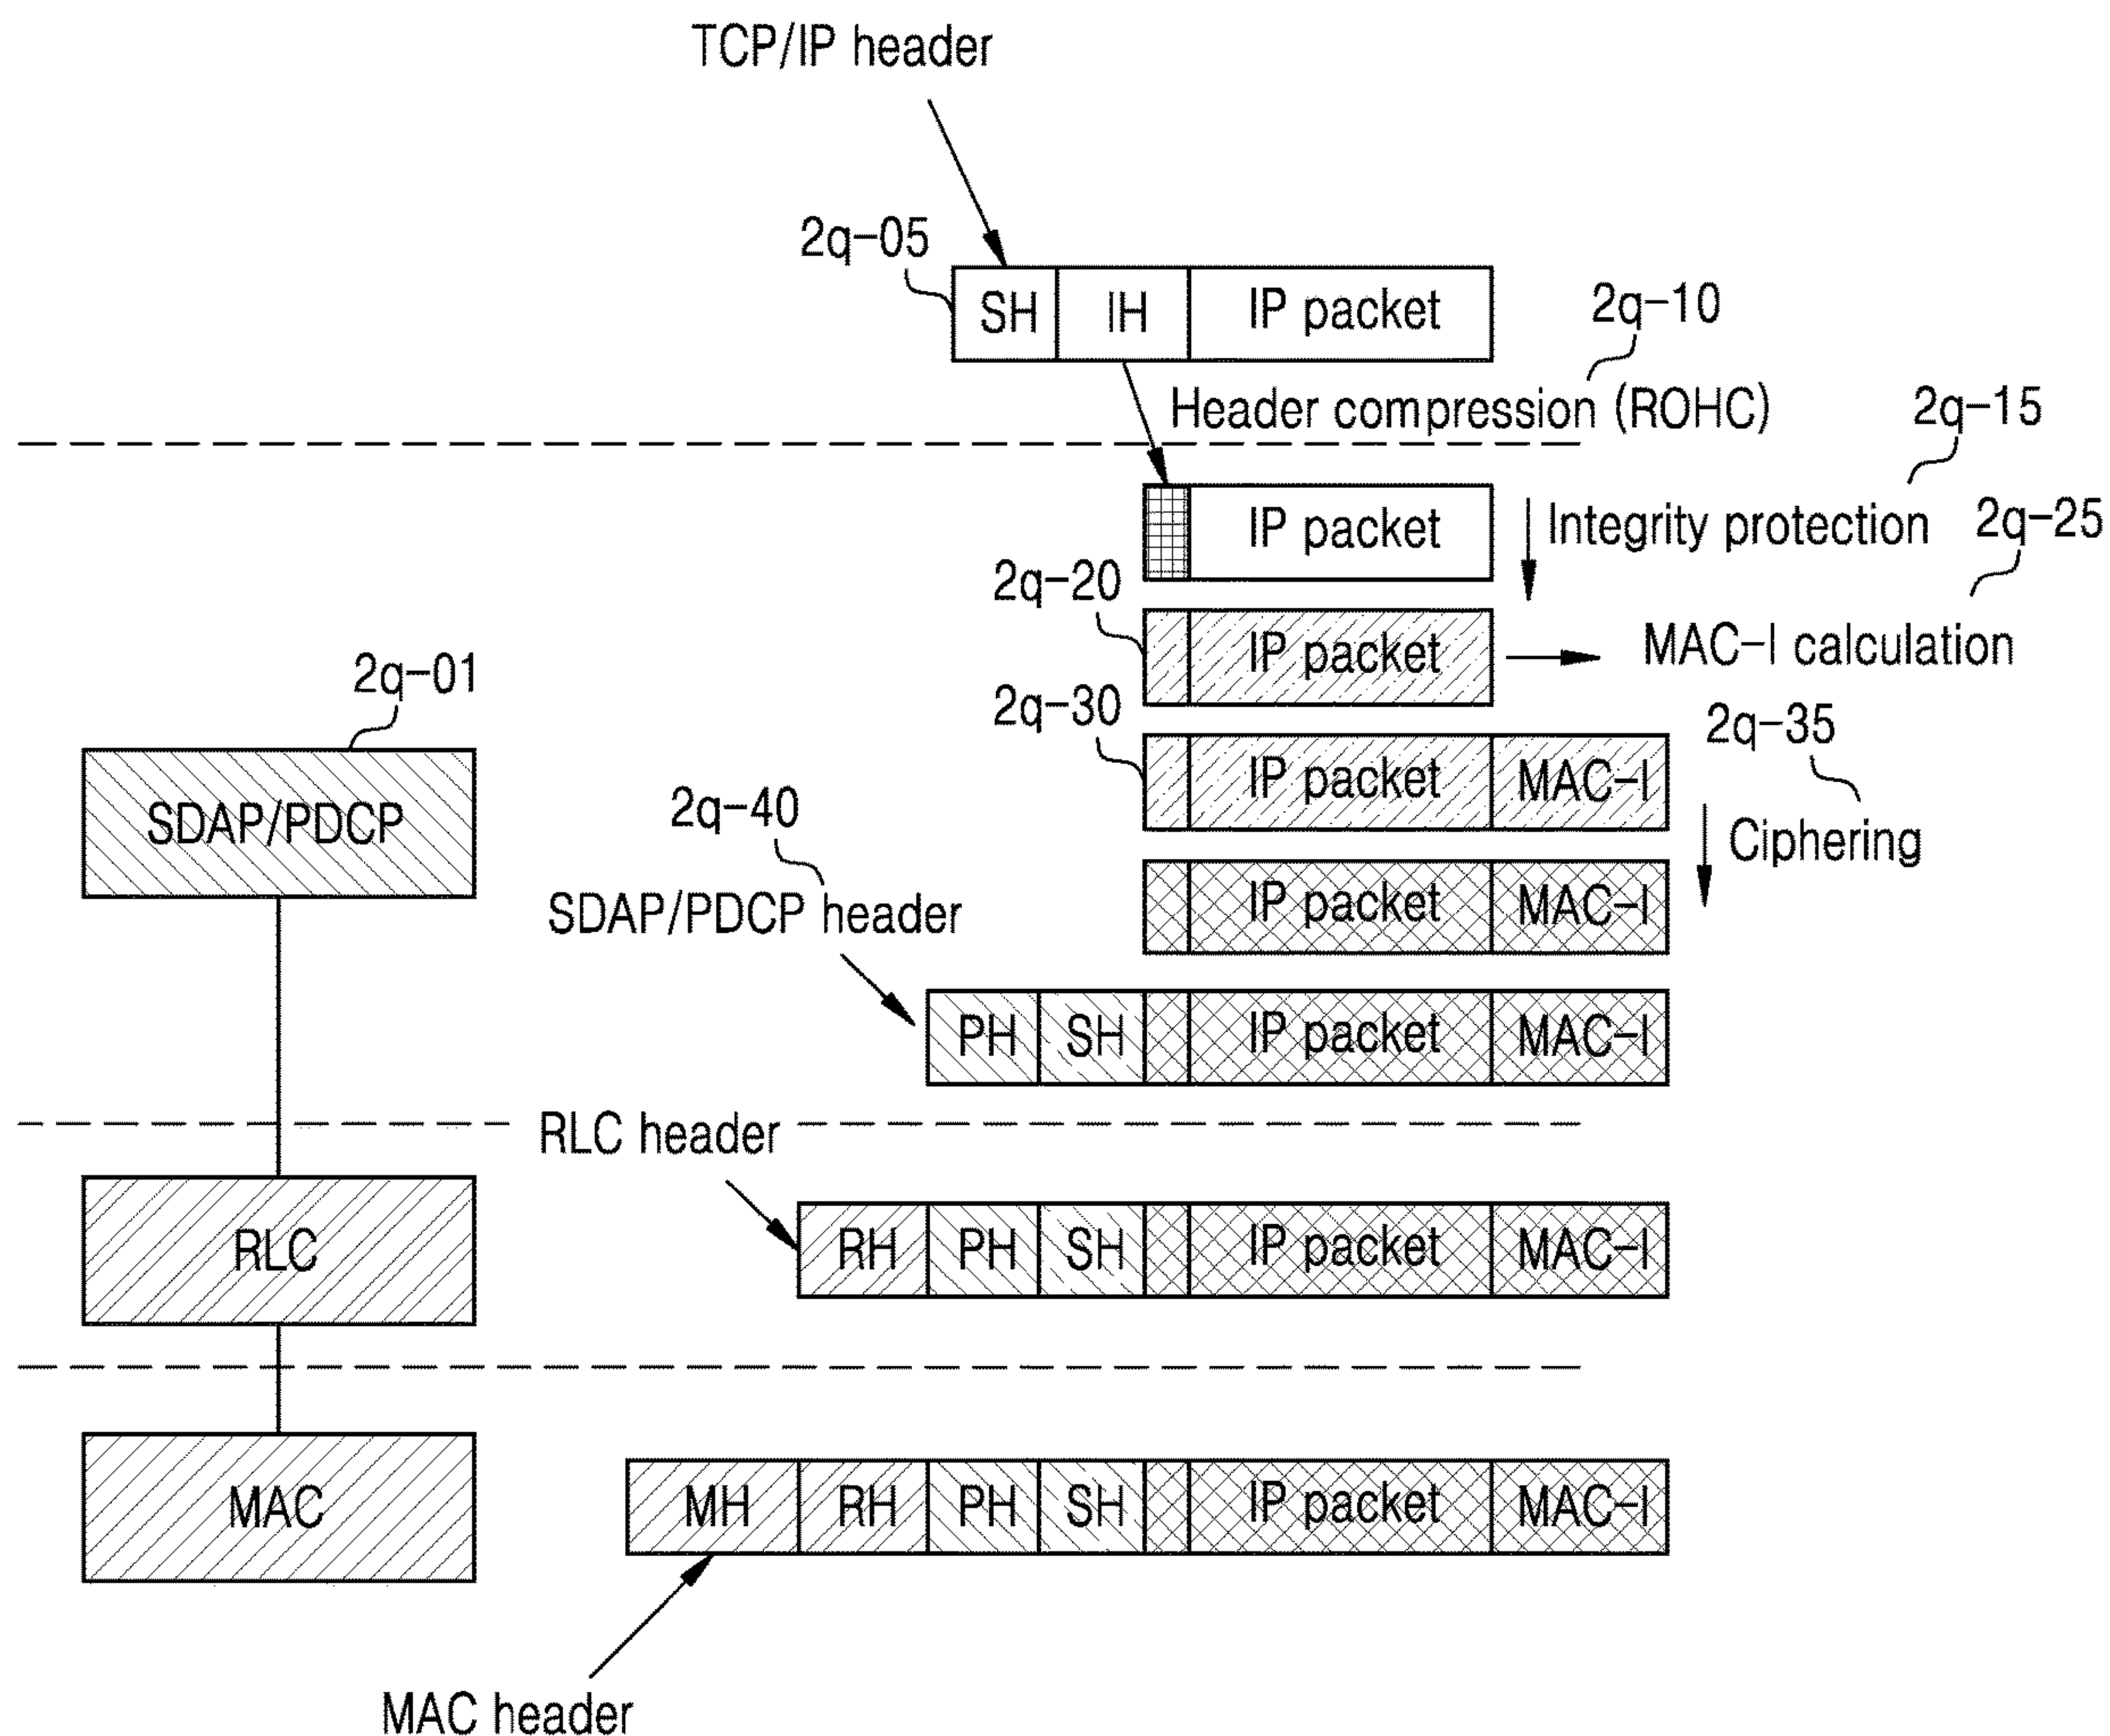 TCP/IP header
2q-05
SH IH IP packet
2q-10
Header compression (ROHC)
2q-15
IP packet
Integrity protection
2q-25
2q-20
IP packet
MAC-I calculation
2q-01
2q-30
2q-35
IP packet MAC-I
SDAP/PDCP
2q-40
Ciphering
SDAP/PDCP header
IP packet MAC-I
PH SH IP packet MAC-I
RLC header
RLC
RH PH SH IP packet MAC-I
MAC
MH RH PH SH IP packet MAC-I
MAC header